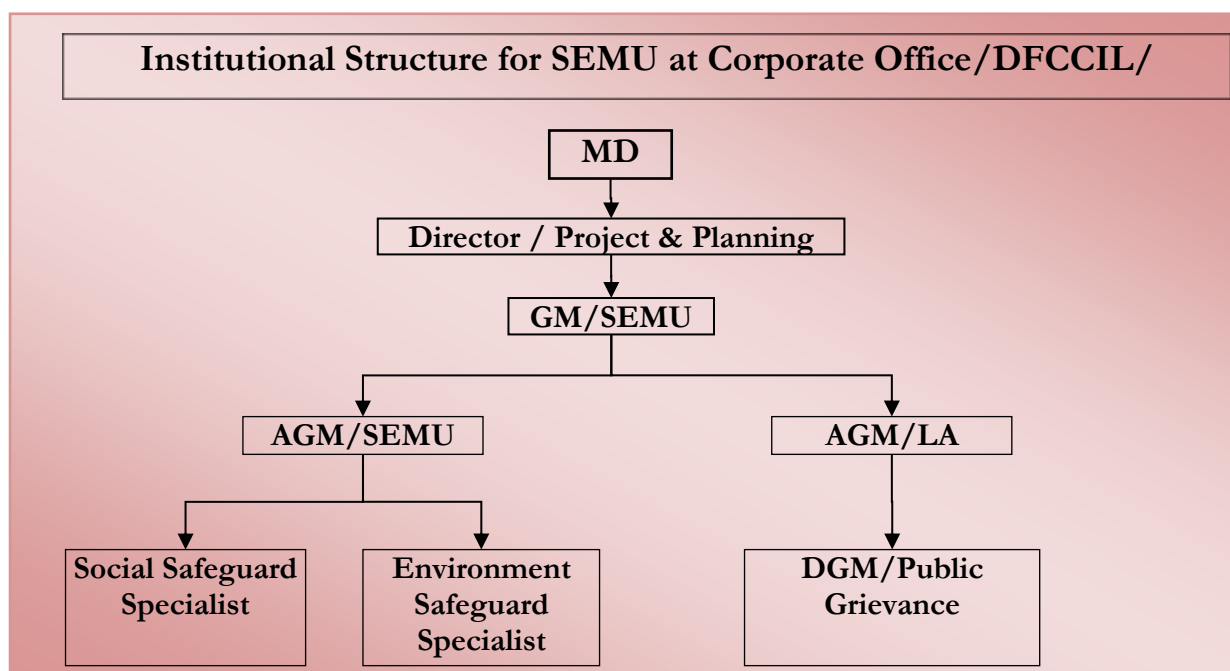 Institutional Structure for SEMU at Corporate Office/DFCCIL/
MD
Director / Project & Planning
GM/SEMU
AGM/SEMU
AGM/LA
Social Safeguard
Specialist
Environment
Safeguard
Specialist
DGM/Public
Grievance